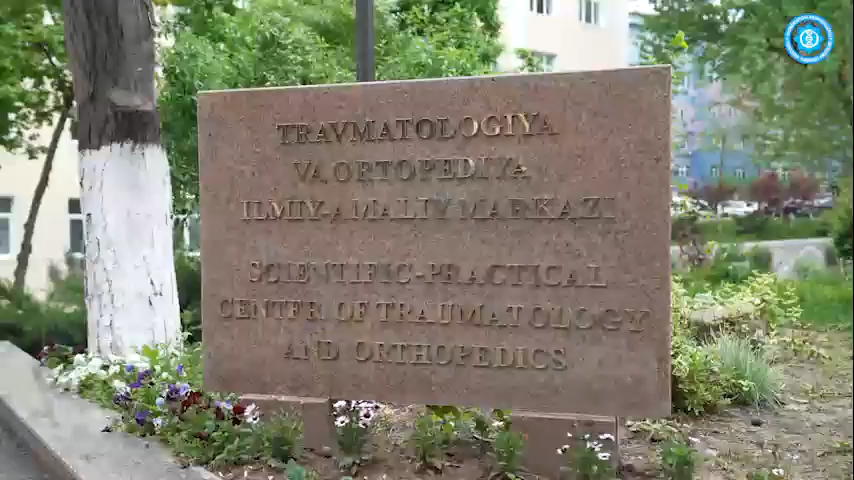 TRAVMATOLOGIYA
VA ORTOPEDIYA
ILMIY-AMALIY MARKAZI
SCIENTIFIC-PRACTICAL
CENTER OF TRAUMATOLOGY
AND ORTHOPEDICS